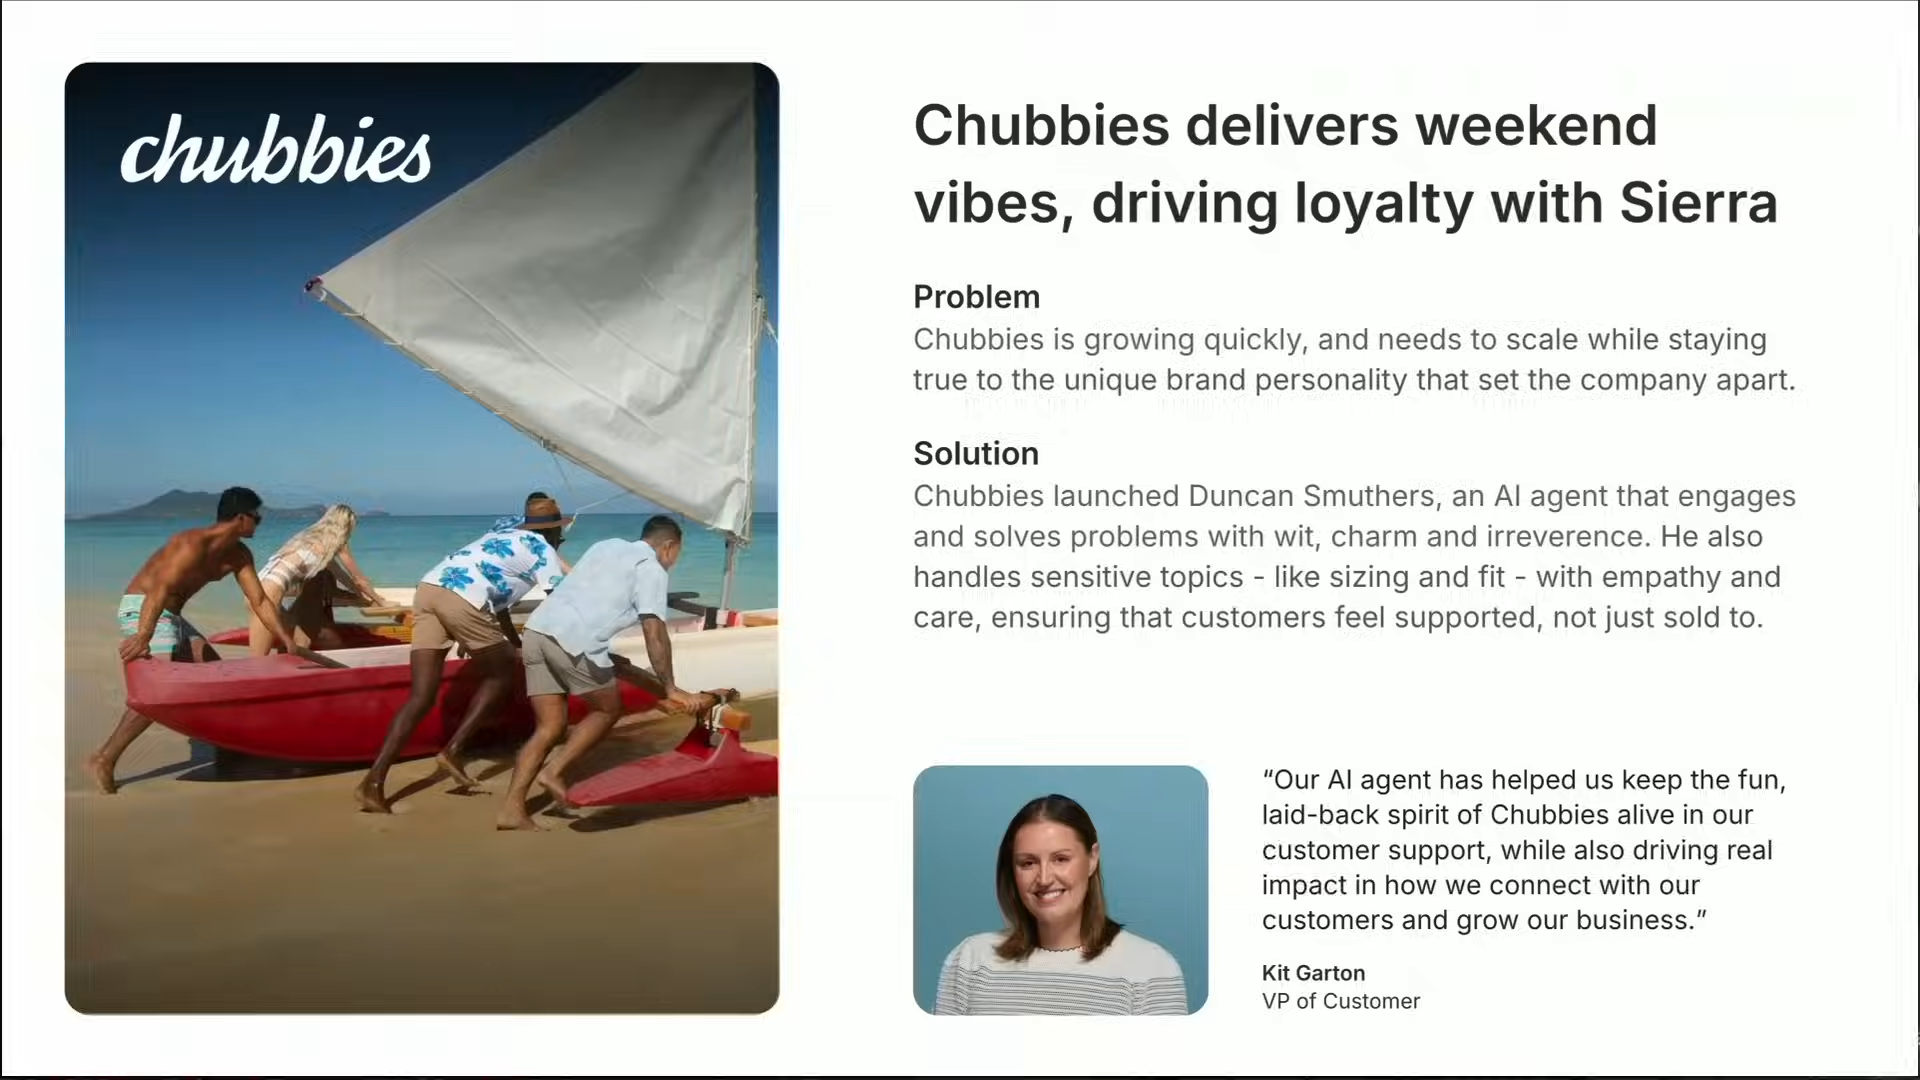 chubbies
Chubbies delivers weekend
vibes, driving loyalty with Sierra
Problem
Chubbies is growing quickly, and needs to scale while staying
true to the unique brand personality that set the company apart.
Solution
Chubbies launched Duncan Smuthers, an AI agent that engages
and solves problems with wit, charm and irreverence. He also
handles sensitive topics - like sizing and fit - with empathy and
care, ensuring that customers feel supported, not just sold to.
“Our AI agent has helped us keep the fun,
laid-back spirit of Chubbies alive in our
customer support, while also driving real
impact in how we connect with our
customers and grow our business.”
Kit Garton
VP of Customer